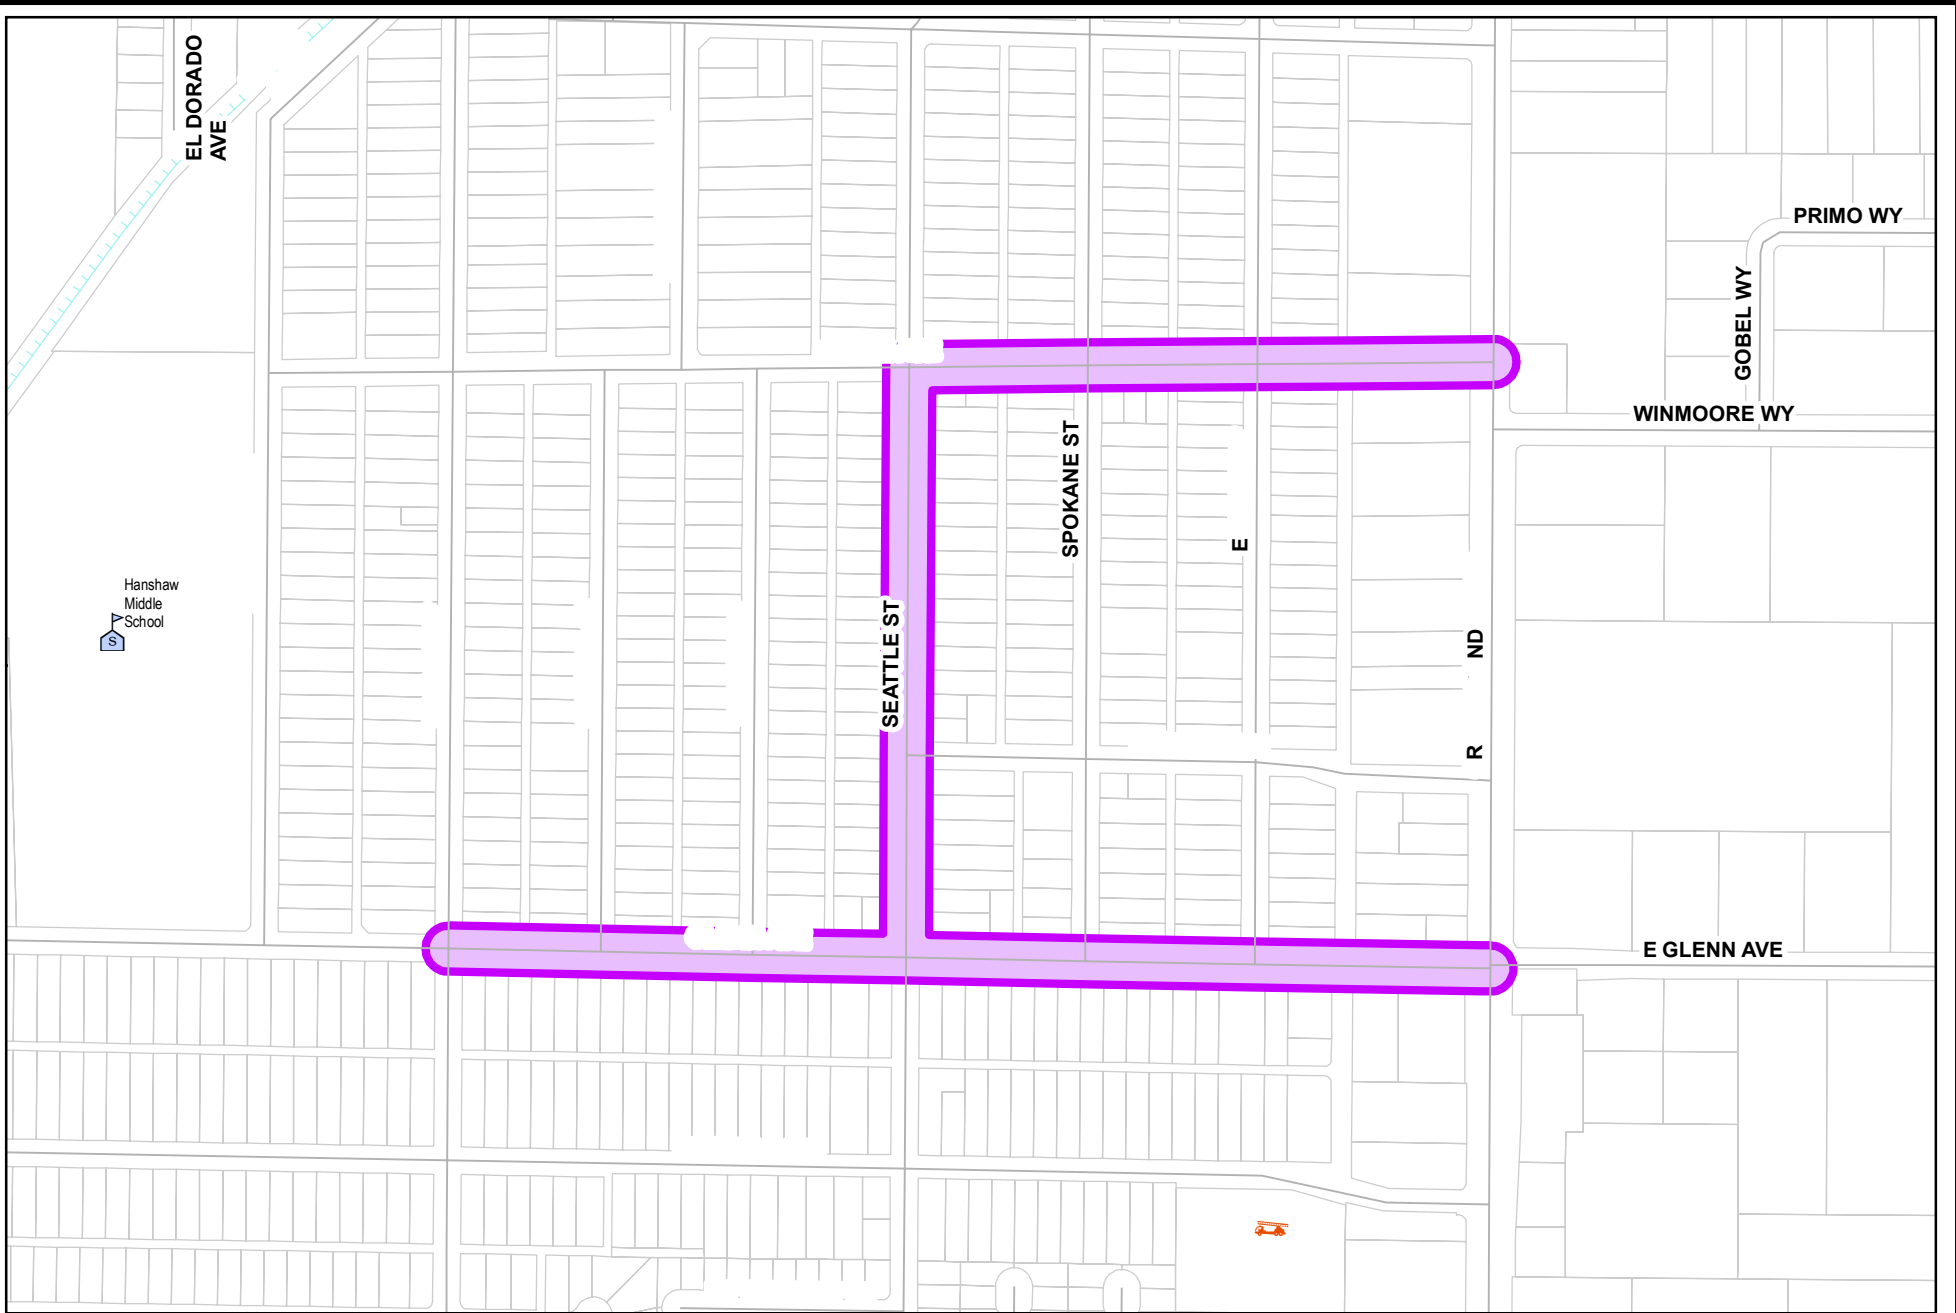 EL DORADO
AVE
PRIMO WY
GOBEL WY
WINMOORE WY
SPOKANE ST
E
Hanshaw
Middle
School
S
SEATTLE ST
ND
R
E GLENN AVE